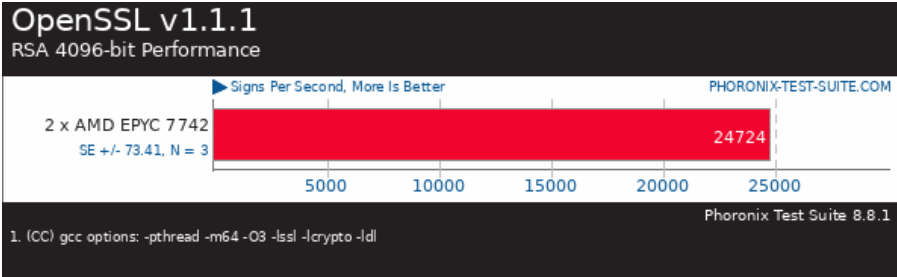 OpenSSL v1.1.1
RSA 4096-bit Performance
Signs Per Second, More Is Better
PHORONIX-TEST-SUITE.COM
2 x AMD EPYC 7742
24724
SE +/- 73.41, N = 3
5000 10000 15000 20000 25000
Phoronix Test Suite 8.8.1
1. (CC) gcc options: -pthread -m64 -O3 -lssl -lcrypto -ldl